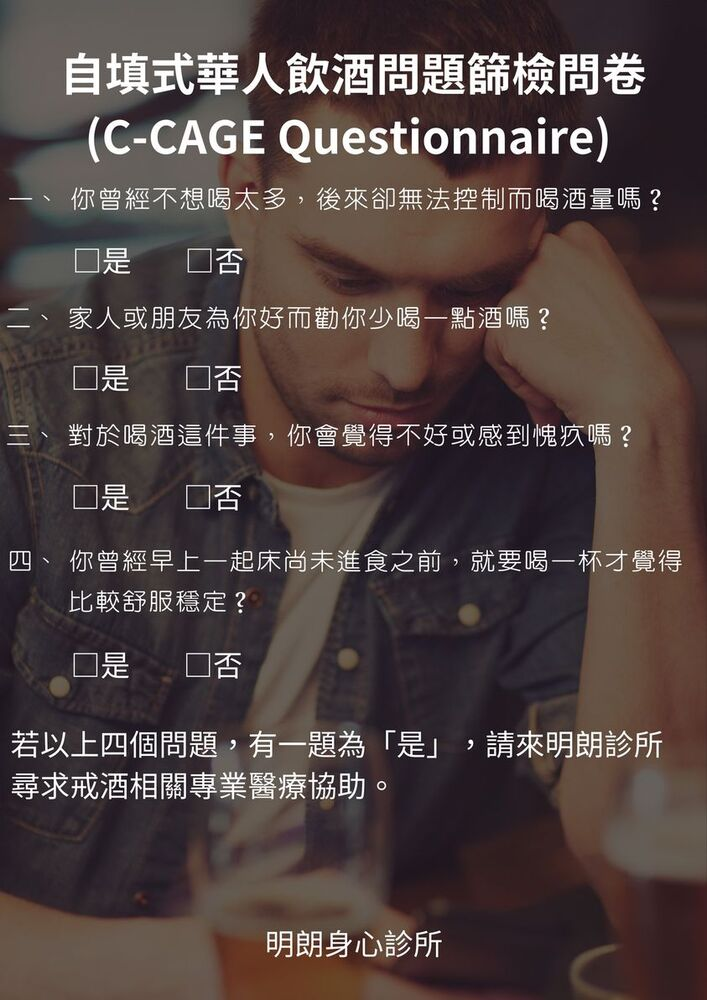 自填式華人飲酒問題篩檢問卷
(C-CAGE Questionnaire)
一、 你曾經不想喝太多，後來卻無法控制而喝酒量嗎？
□是 □否
二、 家人或朋友為你好而勸你少喝一點酒嗎？
□是 □否
三、 對於喝酒這件事，你會覺得不好或感到愧疚嗎？
□是 □否
四、 你曾經早上一起床尚未進食之前，就要喝一杯才覺得
比較舒服穩定？
□是 □否
若以上四個問題，有一題為「是」，請來明朗診所
尋求戒酒相關專業醫療協助。
明朗身心診所